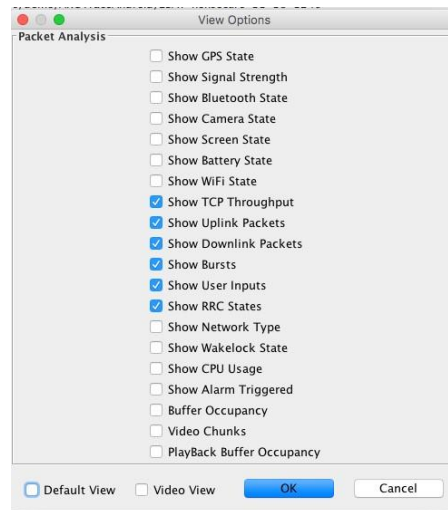 View Options
Packet Analysis
Show GPS State
Show Signal Strength
Show Bluetooth State
Show Camera State
Show Screen State
Show Battery State
Show WiFi State
Show TCP Throughput
Show Uplink Packets
Show Downlink Packets
Show Bursts
Show User Inputs
Show RRC States
Show Network Type
Show Wakelock State
Show CPU Usage
Show Alarm Triggered
Buffer Occupancy
Video Chunks
PlayBack Buffer Occupancy
Default View Video View OK Cancel